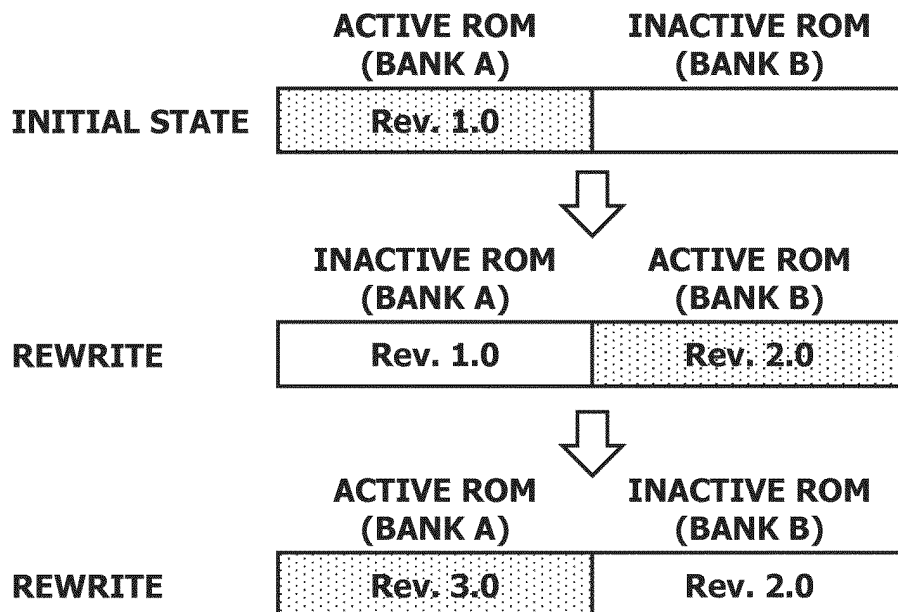 ACTIVE ROM INACTIVE ROM
(BANK A) (BANK B)
INITIAL STATE Rev. 1.0
INACTIVE ROM ACTIVE ROM
(BANK A) (BANK B)
REWRITE Rev. 1.0 Rev. 2.0
ACTIVE ROM INACTIVE ROM
(BANK A) (BANK B)
REWRITE Rev. 3.0 Rev. 2.0